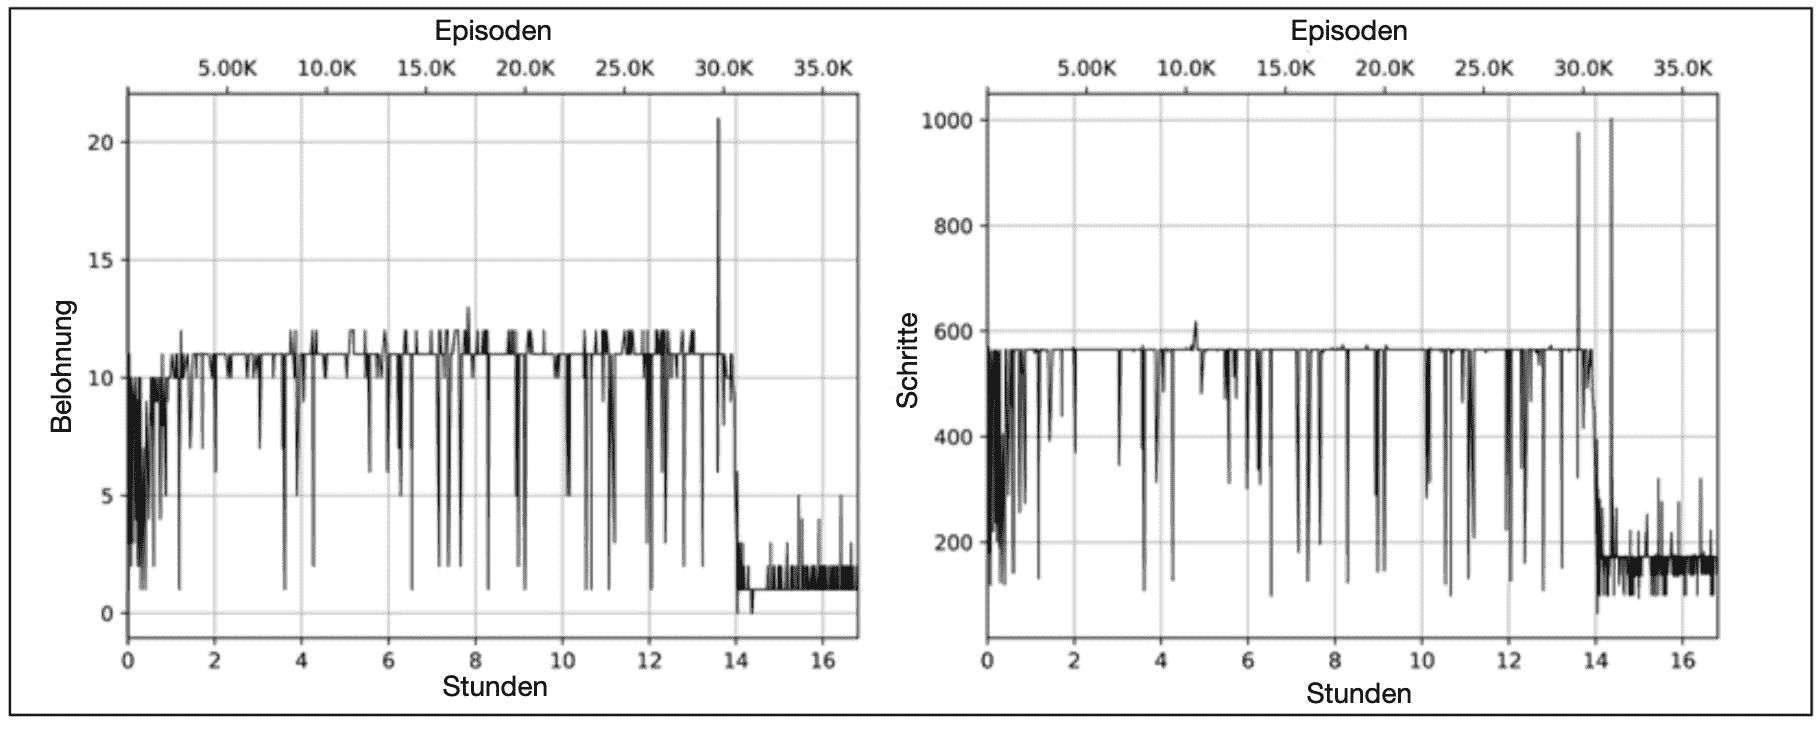 Episoden
5.00K 10.0K 15.0K 20.0K 25.0K 30.0K 35.0K
20
15
10
5
0
Belohnung
0 2 4 6 8 10 12 14 16
Stunden
Episoden
5.00K 10.0K 15.0K 20.0K 25.0K 30.0K 35.0K
1000
800
600
400
200
Schritte
0 2 4 6 8 10 12 14 16
Stunden